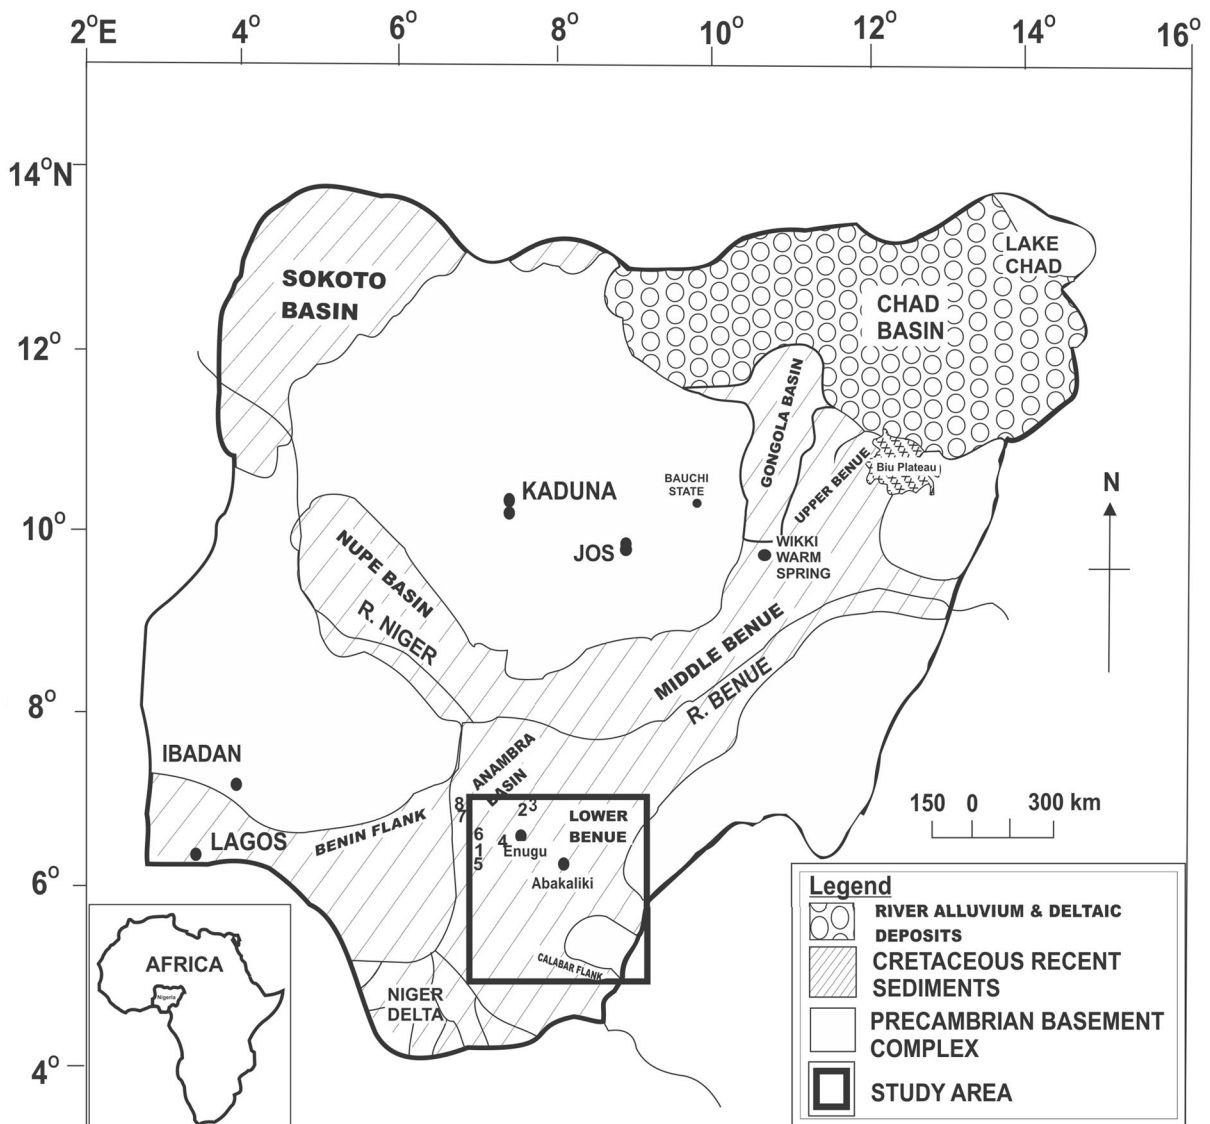 2°E 4° 6° 8° 10° 12° 14° 16°
14°N
12°
10°
8°
6°
4°
SOKOTO
BASIN
LAKE
CHAD
CHAD
BASIN
GONGOLA BASIN
UPPER BENUE
Biu Plateau
BAUCHI
STATE
KADUNA
JOS
WIKKI
WARM
SPRING
N
NUPE BASIN
R. NIGER
MIDDLE BENUE
R. BENUE
IBADAN
LAGOS
BENIN FLANK
ANAMBRA
BASIN
8
7
2 3
6
4
1
5
LOWER
BENUE
Enugu
Abakaliki
CALABAR FLANK
NIGER
DELTA
150 0 300 km
AFRICA
Nigeria
Legend
RIVER ALLUVIUM & DELTAIC
DEPOSITS
CRETACEOUS RECENT
SEDIMENTS
PRECAMBRIAN BASEMENT
COMPLEX
STUDY AREA